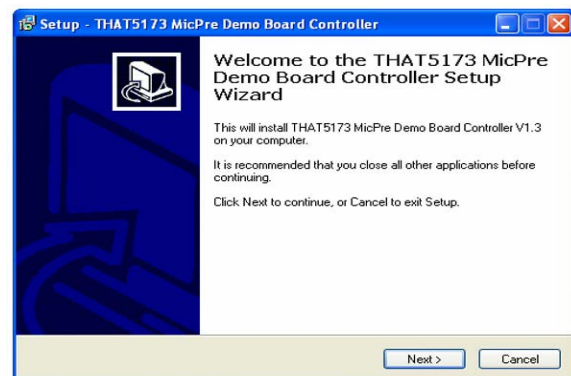 Setup - THAT5173 MicPre Demo Board Controller
Welcome to the THAT5173 MicPre
Demo Board Controller Setup
Wizard
This will install THAT5173 MicPre Demo Board Controller V1.3
on your computer.
It is recommended that you close all other applications before
continuing.
Click Next to continue, or Cancel to exit Setup.
Next >
Cancel